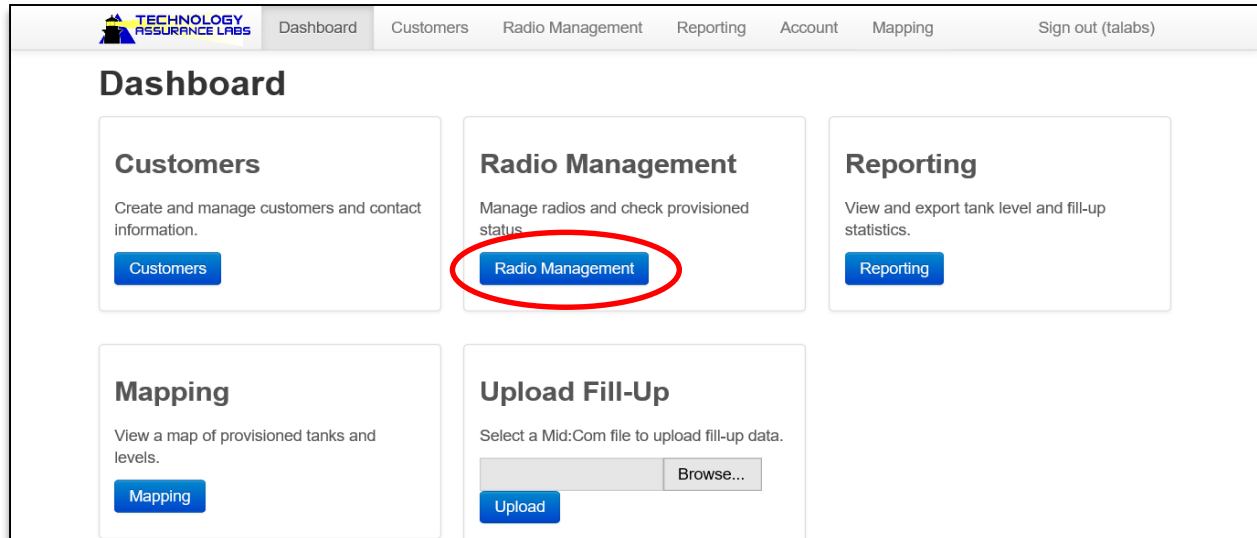 TECHNOLOGY
ASSURANCE LABS
Dashboard
Customers
Radio Management
Reporting
Account
Mapping
Sign out (talabs)
Dashboard
Customers
Create and manage customers and contact
information.
Customers
Radio Management
Manage radios and check provisioned
status.
Radio Management
Reporting
View and export tank level and fill-up
statistics.
Reporting
Mapping
View a map of provisioned tanks and
levels.
Mapping
Upload Fill-Up
Select a Mid:Com file to upload fill-up data.
Browse...
Upload